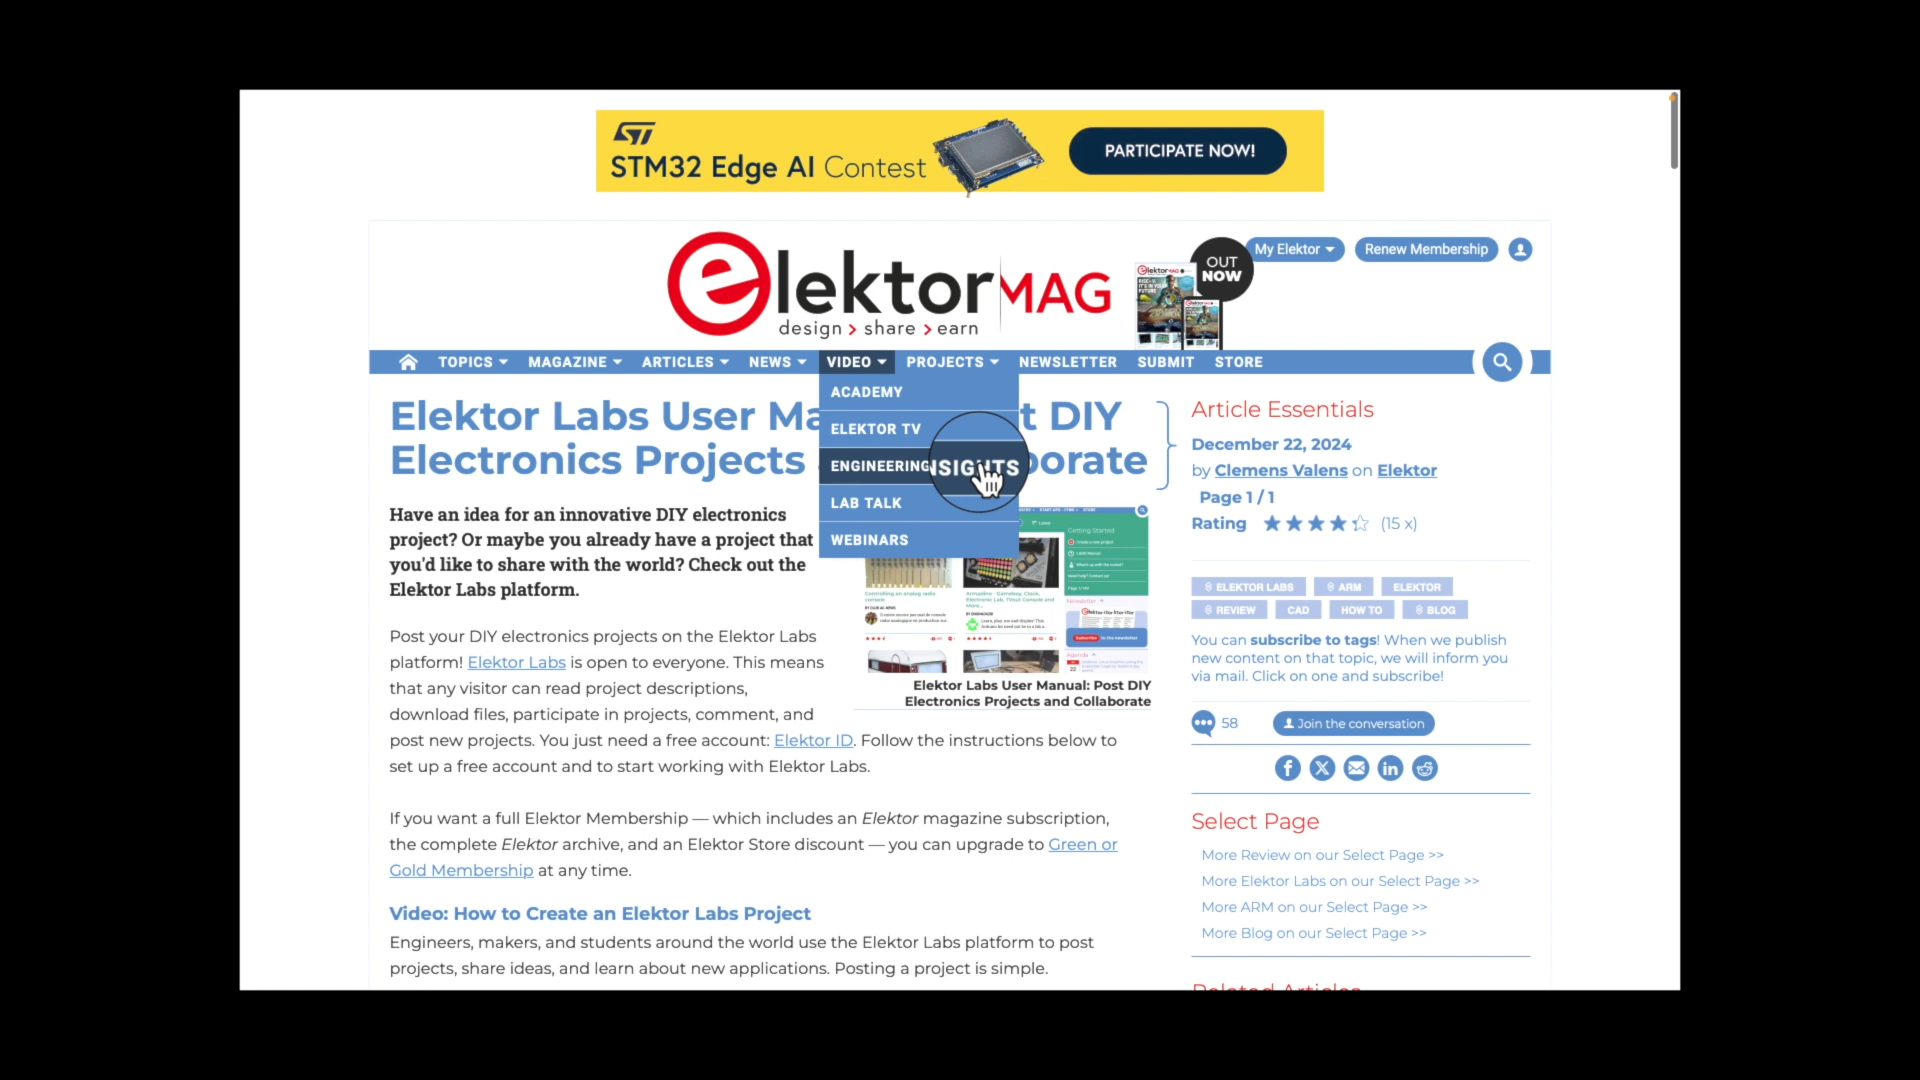 STM32 Edge AI Contest
PARTICIPATE NOW!
elektor MAG
design > share > earn
OUT
NOW
My Elektor
Renew Membership
TOPICS MAGAZINE ARTICLES NEWS VIDEO PROJECTS NEWSLETTER SUBMIT STORE
ACADEMY
ELEKTOR TV
ENGINEERING NSIGHTS
LAB TALK
WEBINARS
Elektor Labs User Ma t DIY
Electronics Projects borate
Have an idea for an innovative DIY electronics
project? Or maybe you already have a project that
you'd like to share with the world? Check out the
Elektor Labs platform.
Post your DIY electronics projects on the Elektor Labs
platform! Elektor Labs is open to everyone. This means
that any visitor can read project descriptions,
download files, participate in projects, comment, and
post new projects. You just need a free account: Elektor ID. Follow the instructions below to
set up a free account and to start working with Elektor Labs.
Getting Started
Controlling an analog radio
console
Elektor Labs User Manual: Post DIY
Electronics Projects and Collaborate
If you want a full Elektor Membership — which includes an Elektor magazine subscription,
the complete Elektor archive, and an Elektor Store discount — you can upgrade to Green or
Gold Membership at any time.
Video: How to Create an Elektor Labs Project
Engineers, makers, and students around the world use the Elektor Labs platform to post
projects, share ideas, and learn about new applications. Posting a project is simple.
Article Essentials
December 22, 2024
by Clemens Valens on Elektor
Page 1 / 1
Rating (15 x)
ELEKTOR LABS ARM ELEKTOR
REVIEW CAD HOW TO BLOG
You can subscribe to tags! When we publish
new content on that topic, we will inform you
via mail. Click on one and subscribe!
58 Join the conversation
Select Page
More Review on our Select Page >>
More Elektor Labs on our Select Page >>
More ARM on our Select Page >>
More Blog on our Select Page >>
Related Articles